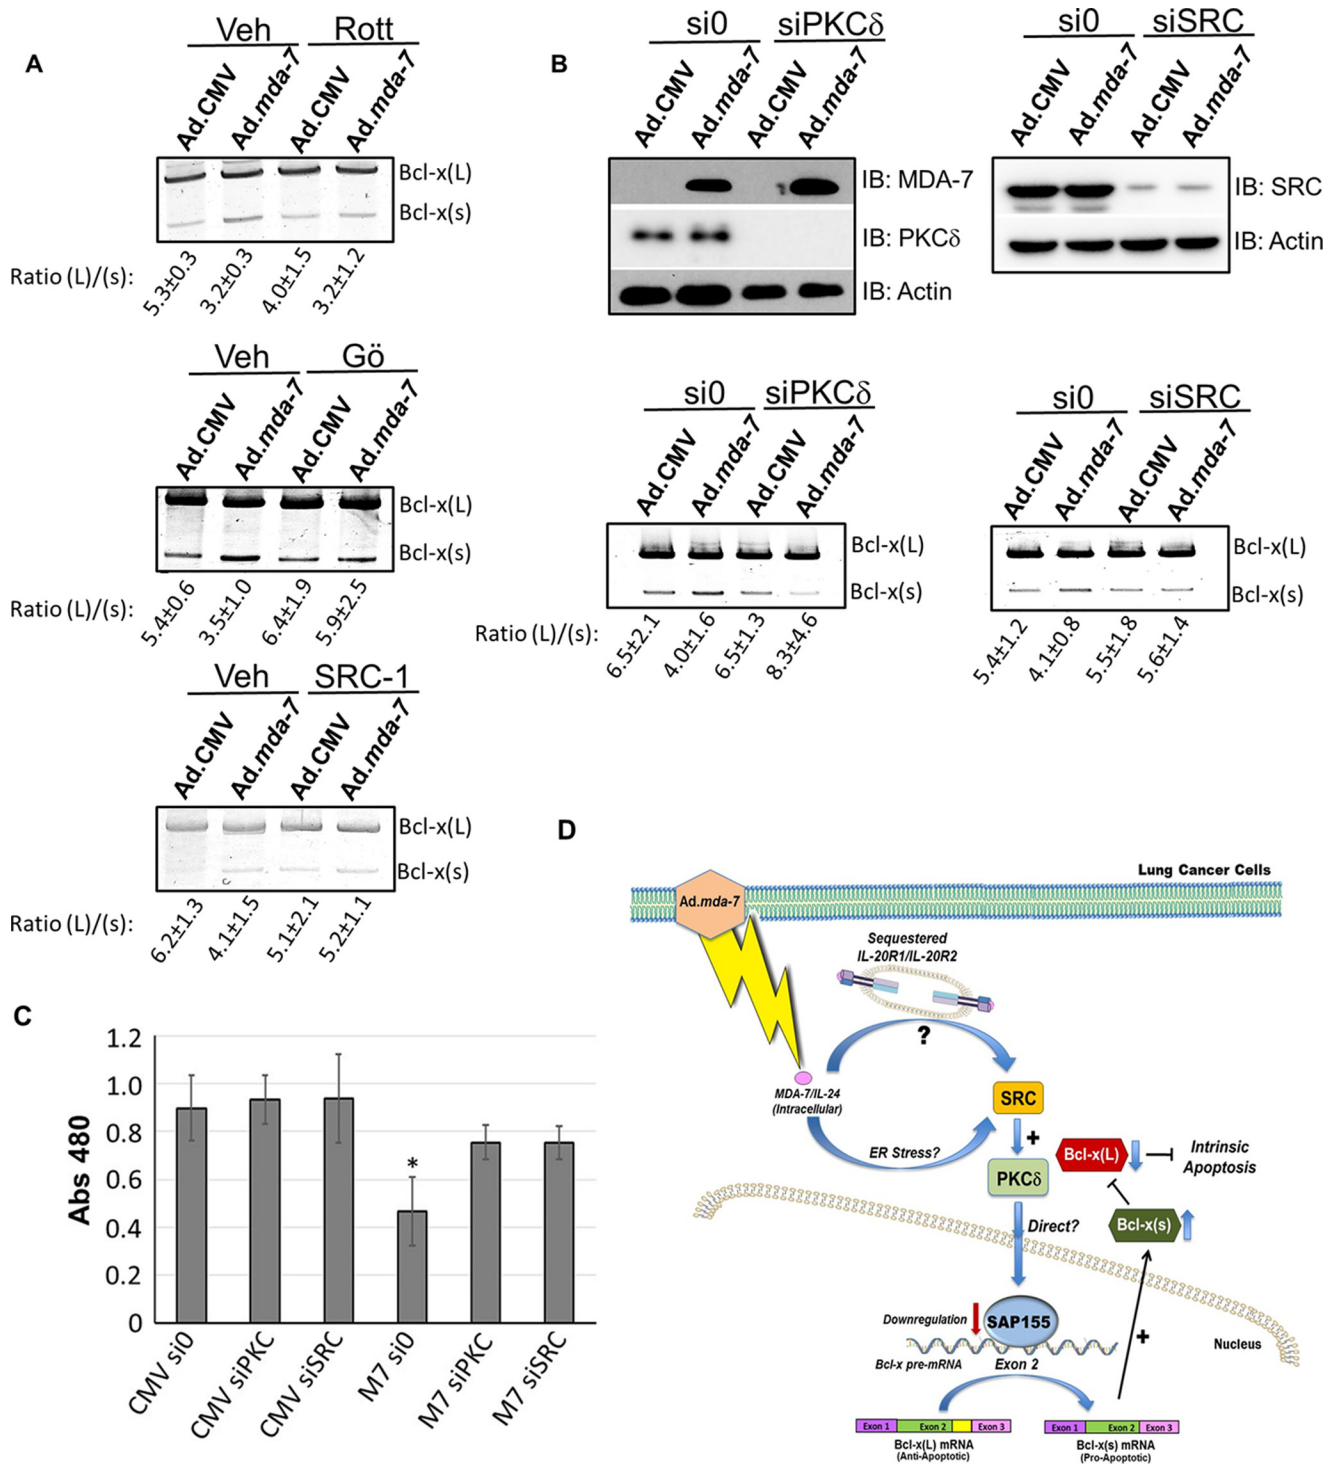 A
Veh Rott
Ad.CMV Ad.mda-7 Ad.CMV Ad.mda-7
Bcl-x(L)
Bcl-x(s)
Ratio (L)/(s): 5.3±0.3 3.2±0.3 4.0±1.5 3.2±1.2
Veh Gö
Ad.CMV Ad.mda-7 Ad.CMV Ad.mda-7
Bcl-x(L)
Bcl-x(s)
Ratio (L)/(s): 5.4±0.6 3.5±1.0 6.4±1.9 5.9±2.5
Veh SRC-1
Ad.CMV Ad.mda-7 Ad.CMV Ad.mda-7
Bcl-x(L)
Bcl-x(s)
Ratio (L)/(s): 6.2±1.3 4.1±1.5 5.1±2.1 5.2±1.1
B
si0 siPKCδ
Ad.CMV Ad.mda-7 Ad.CMV Ad.mda-7
IB: MDA-7
IB: PKCδ
IB: Actin
si0 siSRC
Ad.CMV Ad.mda-7 Ad.CMV Ad.mda-7
IB: SRC
IB: Actin
si0 siPKCδ
Ad.CMV Ad.mda-7 Ad.CMV Ad.mda-7
Bcl-x(L)
Bcl-x(s)
Ratio (L)/(s): 6.5±2.1 4.0±1.6 6.5±1.3 8.3±4.6
si0 siSRC
Ad.CMV Ad.mda-7 Ad.CMV Ad.mda-7
Bcl-x(L)
Bcl-x(s)
5.4±1.2 4.1±0.8 5.5±1.8 5.6±1.4
C
Abs 480
1.2
1.0
0.8
0.6
0.4
0.2
0
*
CMV si0 CMV siPKC CMV siSRC M7 si0 M7 siPKC M7 siSRC
D
Lung Cancer Cells
Ad.mda-7
Sequestered
IL-20R1/IL-20R2
?
MDA-7/IL-24
(Intracellular)
SRC
ER Stress?
+
PKCδ
Bcl-x(L)
Intrinsic
Apoptosis
Bcl-x(s)
Direct?
Downregulation
SAP155
Bcl-x pre-mRNA Exon 2
+
Nucleus
Exon 1 Exon 2 Exon 3
Bcl-x(L) mRNA
(Anti-Apoptotic)
Exon 1 Exon 2 Exon 3
Bcl-x(s) mRNA
(Pro-Apoptotic)